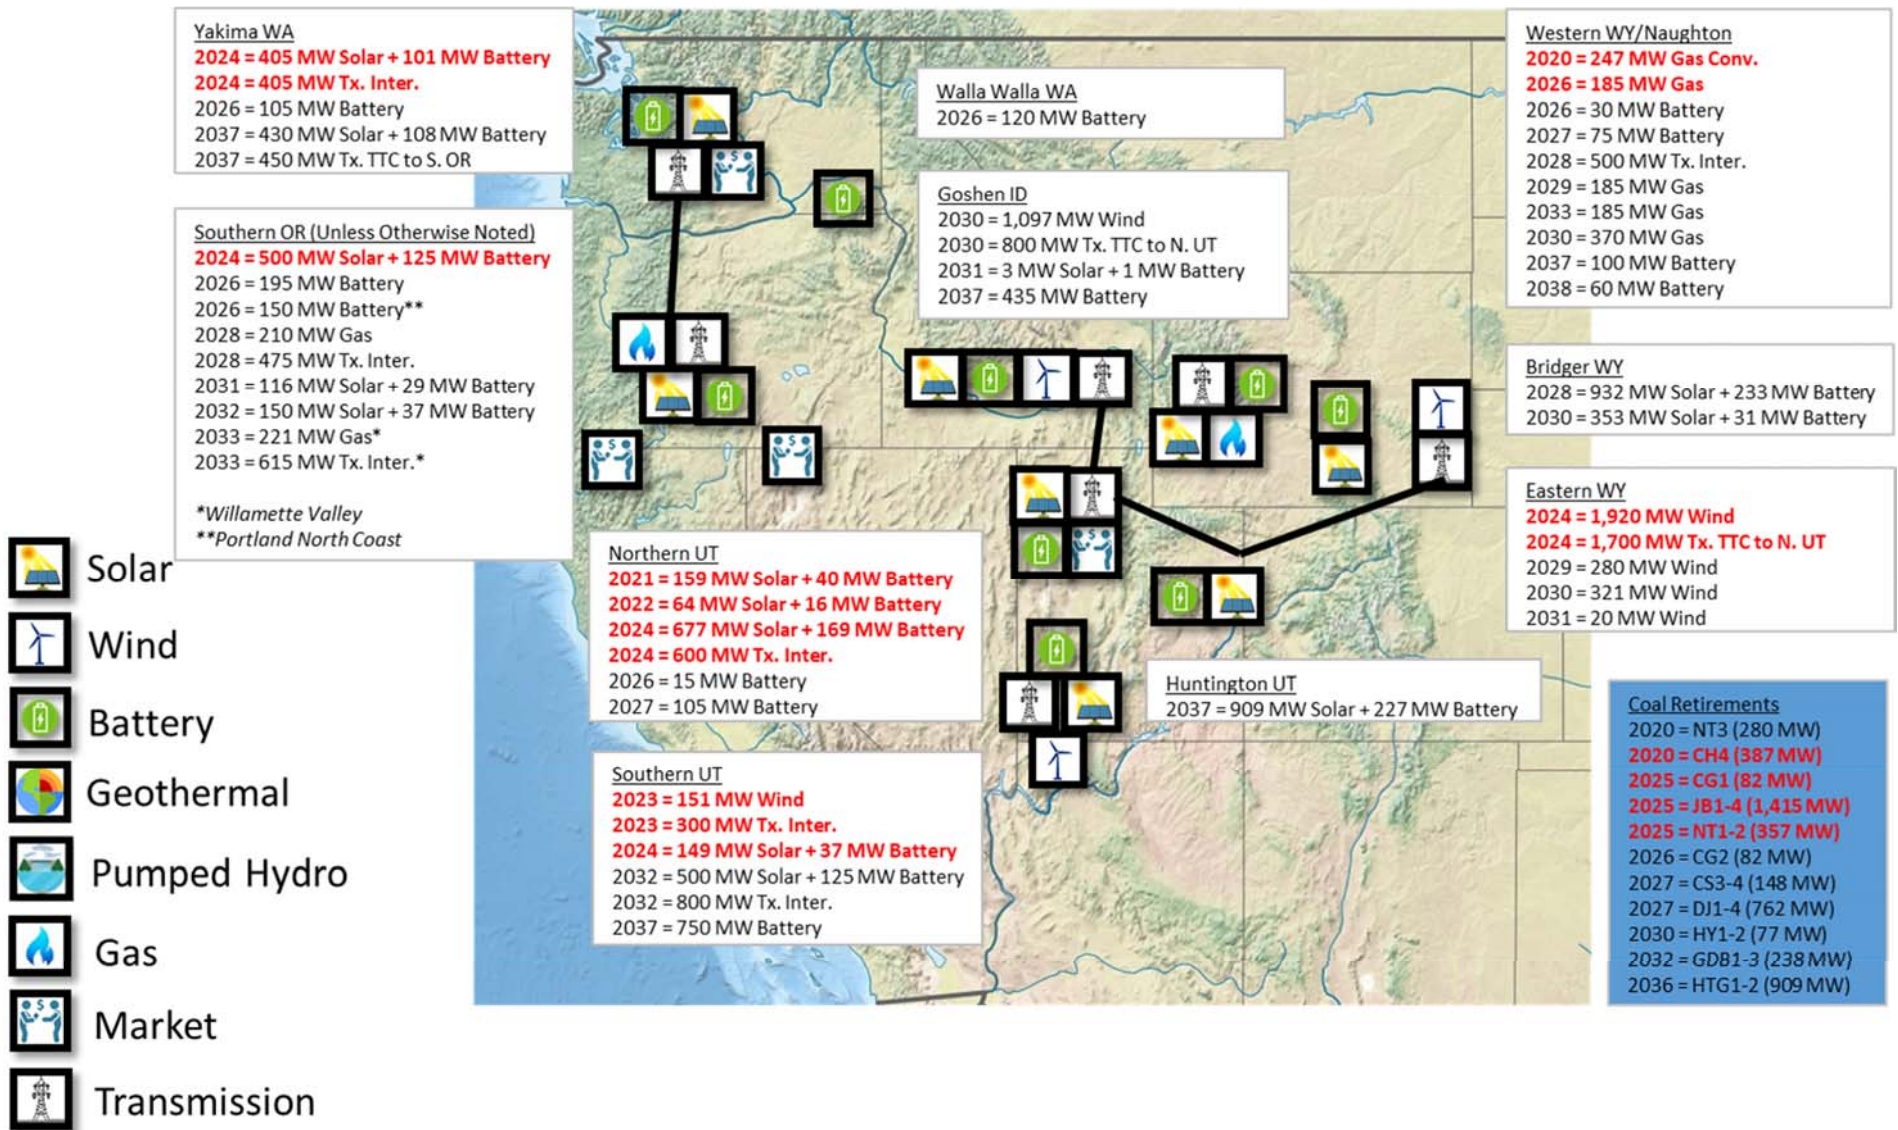 Yakima WA
2024 = 405 MW Solar + 101 MW Battery
2024 = 405 MW Tx. Inter.
2026 = 105 MW Battery
2037 = 430 MW Solar + 108 MW Battery
2037 = 450 MW Tx. TTC to S. OR
Southern OR (Unless Otherwise Noted)
2024 = 500 MW Solar + 125 MW Battery
2026 = 195 MW Battery
2026 = 150 MW Battery**
2028 = 210 MW Gas
2028 = 475 MW Tx. Inter.
2031 = 116 MW Solar + 29 MW Battery
2032 = 150 MW Solar + 37 MW Battery
2033 = 221 MW Gas*
2033 = 615 MW Tx. Inter.*
*Willamette Valley
**Portland North Coast
Walla Walla WA
2026 = 120 MW Battery
Goshen ID
2030 = 1,097 MW Wind
2030 = 800 MW Tx. TTC to N. UT
2031 = 3 MW Solar + 1 MW Battery
2037 = 435 MW Battery
Western WY/Naughton
2020 = 247 MW Gas Conv.
2026 = 185 MW Gas
2026 = 30 MW Battery
2027 = 75 MW Battery
2028 = 500 MW Tx. Inter.
2029 = 185 MW Gas
2033 = 185 MW Gas
2030 = 370 MW Gas
2037 = 100 MW Battery
2038 = 60 MW Battery
Bridger WY
2028 = 932 MW Solar + 233 MW Battery
2030 = 353 MW Solar + 31 MW Battery
Eastern WY
2024 = 1,920 MW Wind
2024 = 1,700 MW Tx. TTC to N. UT
2029 = 280 MW Wind
2030 = 321 MW Wind
2031 = 20 MW Wind
Northern UT
2021 = 159 MW Solar + 40 MW Battery
2022 = 64 MW Solar + 16 MW Battery
2024 = 677 MW Solar + 169 MW Battery
2024 = 600 MW Tx. Inter.
2026 = 15 MW Battery
2027 = 105 MW Battery
Southern UT
2023 = 151 MW Wind
2023 = 300 MW Tx. Inter.
2024 = 149 MW Solar + 37 MW Battery
2032 = 500 MW Solar + 125 MW Battery
2032 = 800 MW Tx. Inter.
2037 = 750 MW Battery
Huntington UT
2037 = 909 MW Solar + 227 MW Battery
Coal Retirements
2020 = NT3 (280 MW)
2020 = CH4 (387 MW)
2025 = CG1 (82 MW)
2025 = JB1-4 (1,415 MW)
2025 = NT1-2 (357 MW)
2026 = CG2 (82 MW)
2027 = CS3-4 (148 MW)
2027 = DJ1-4 (762 MW)
2030 = HY1-2 (77 MW)
2032 = GDB1-3 (238 MW)
2036 = HTG1-2 (909 MW)
Solar
Wind
Battery
Geothermal
Pumped Hydro
Gas
Market
Transmission